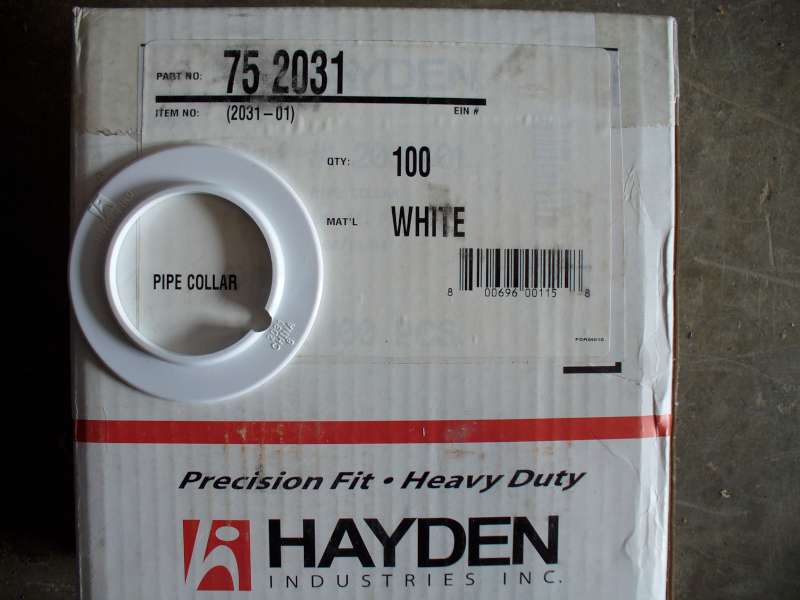 PART NO: 75 2031
ITEM NO: (2031-01) EIN #
QTY: 100
MAT'L WHITE
PIPE COLLAR
8 00696 00115 8
CHINA
Precision Fit • Heavy Duty
HAYDEN
INDUSTRIES INC.